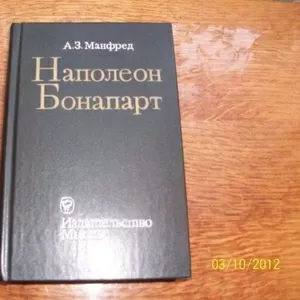 А.З. Манфред
Наполеон
Бонапарт
Издательство
03/10/2012